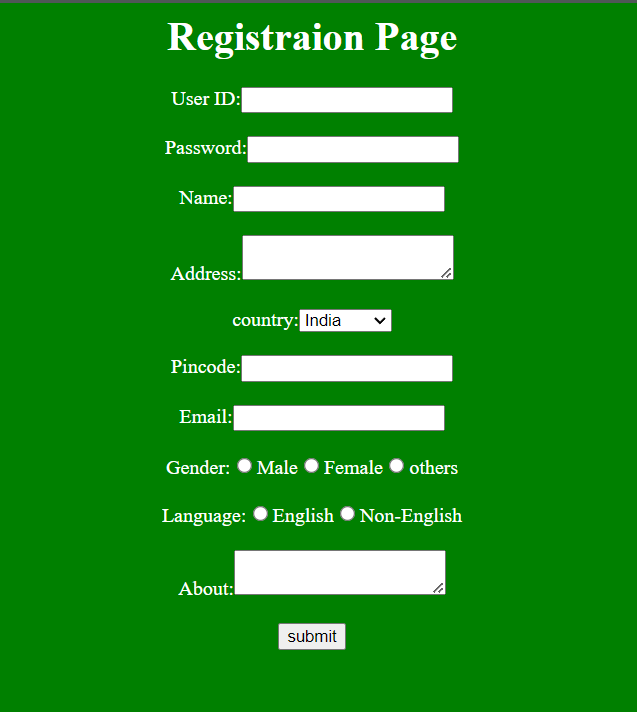 Registraion Page
User ID:
Password:
Name:
Address:
country: India
Pincode:
Email:
Gender: Male Female others
Language: English Non-English
About:
submit